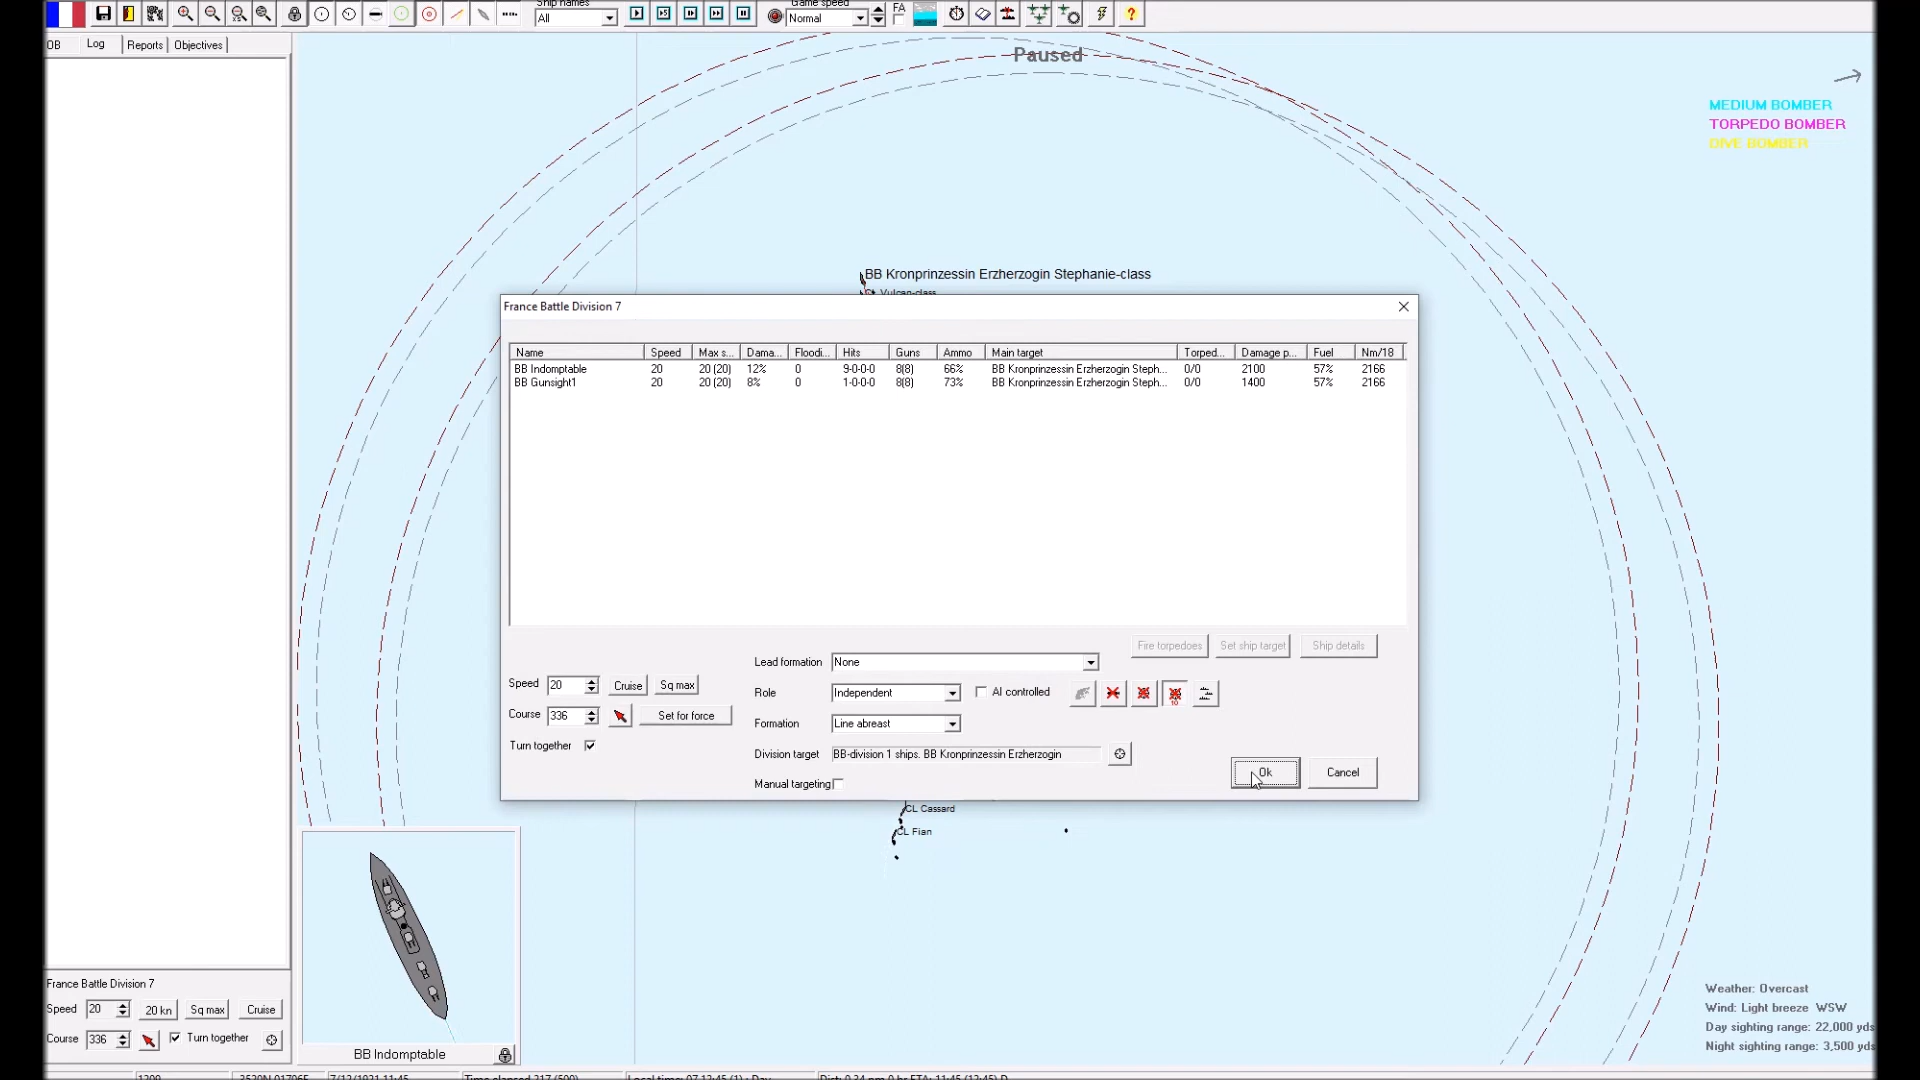 Ship names
Game speed
FA
All
Normal
OB Log Reports Objectives
Paused
MEDIUM BOMBER
TORPEDO BOMBER
DIVE BOMBER
BB Kronprinzessin Erzherzogin Stephanie-class
Vulcan-class
France Battle Division 7
Name Speed Max s... Dama... Floodi... Hits Guns Ammo Main target Torped... Damage p... Fuel Nm/18
BB Indomptable 20 20 (20) 12% 0 9-0-0-0 8(8) 66% BB Kronprinzessin Erzherzogin Steph... 0/0 2100 57% 2166
BB Gunsight1 20 20 (20) 8% 0 1-0-0-0 8(8) 73% BB Kronprinzessin Erzherzogin Steph... 0/0 1400 57% 2166
Fire torpedoes Set ship target Ship details
Lead formation None
Speed 20 Cruise Sq max
Role Independent AI controlled
10
Course 336 Set for force
Formation Line abreast
Turn together
Division target BB-division 1 ships. BB Kronprinzessin Erzherzogin
Ok Cancel
Manual targeting
CL Cassard
CL Fian
France Battle Division 7
Speed 20 20 kn Sq max Cruise
Course 336 Turn together
BB Indomptable
Weather: Overcast
Wind: Light breeze WSW
Day sighting range: 22,000 yds
Night sighting range: 3,500 yds